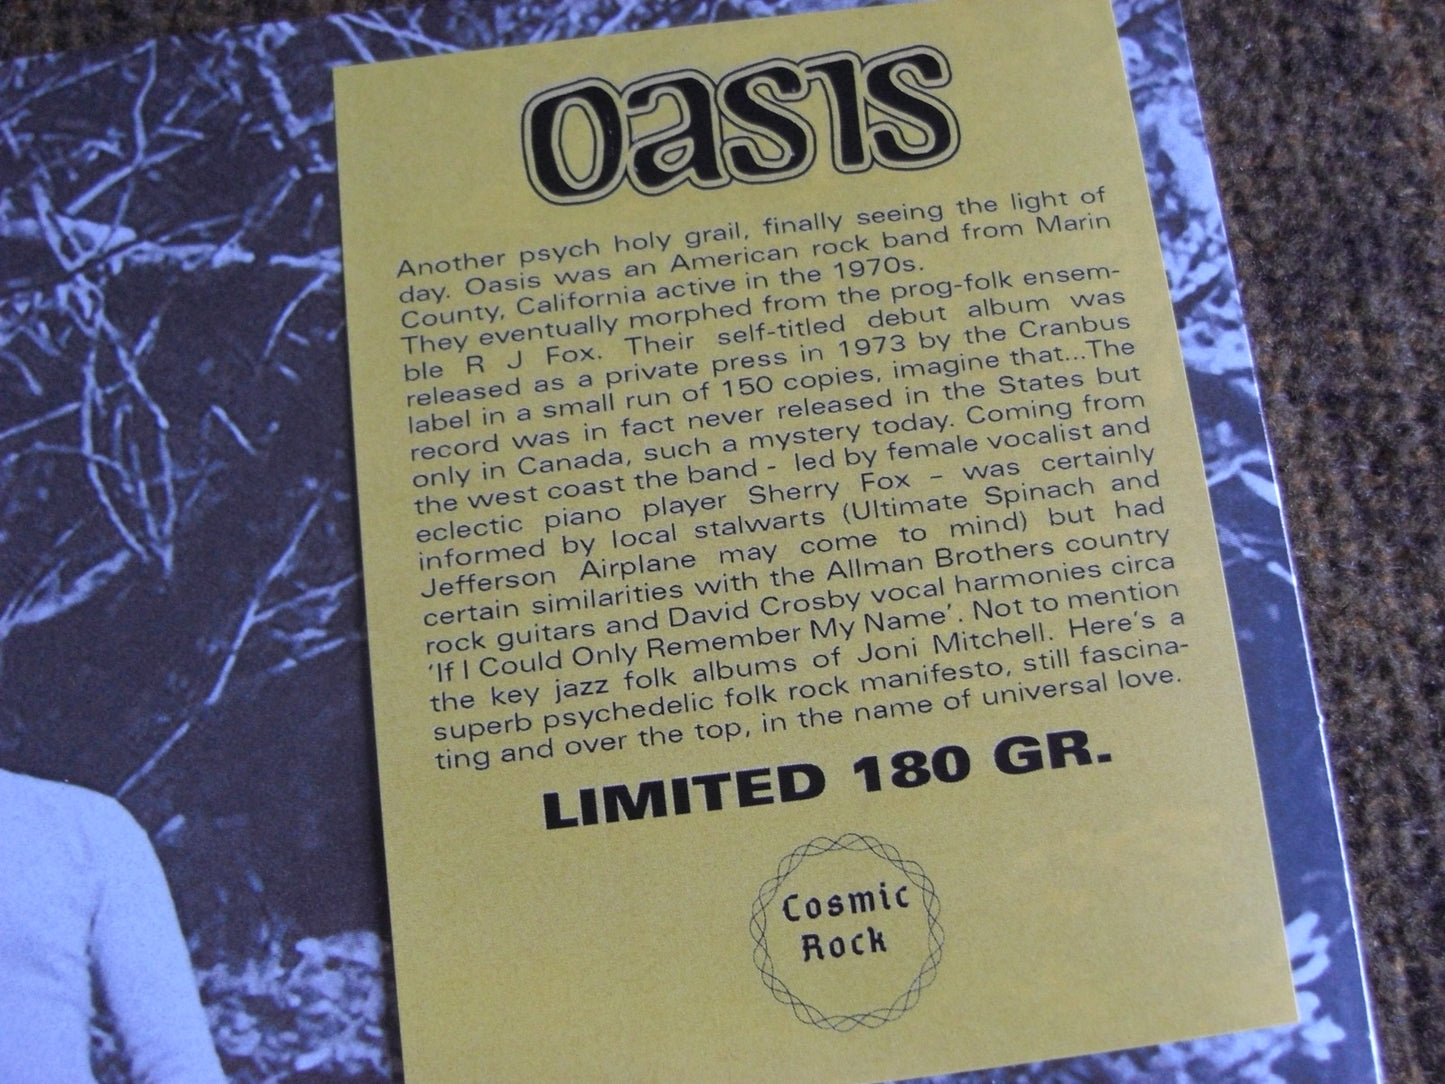 oasis
Another psych holy grail, finally seeing the light of
day. Oasis was an American rock band from Marin
County, California active in the 1970s.
They eventually morphed from the prog-folk ensem-
ble R J Fox. Their self-titled debut album was
released as a private press in 1973 by the Cranbus
label in a small run of 150 copies, imagine that...The
record was in fact never released in the States but
only in Canada, such a mystery today. Coming from
the west coast the band - led by female vocalist and
eclectic piano player Sherry Fox – was certainly
informed by local stalwarts (Ultimate Spinach and
Jefferson Airplane may come to mind) but had
certain similarities with the Allman Brothers country
rock guitars and David Crosby vocal harmonies circa
‘If I Could Only Remember My Name’. Not to mention
the key jazz folk albums of Joni Mitchell. Here’s a
superb psychedelic folk rock manifesto, still fascina-
ting and over the top, in the name of universal love.
LIMITED 180 GR.
Cosmic
Rock